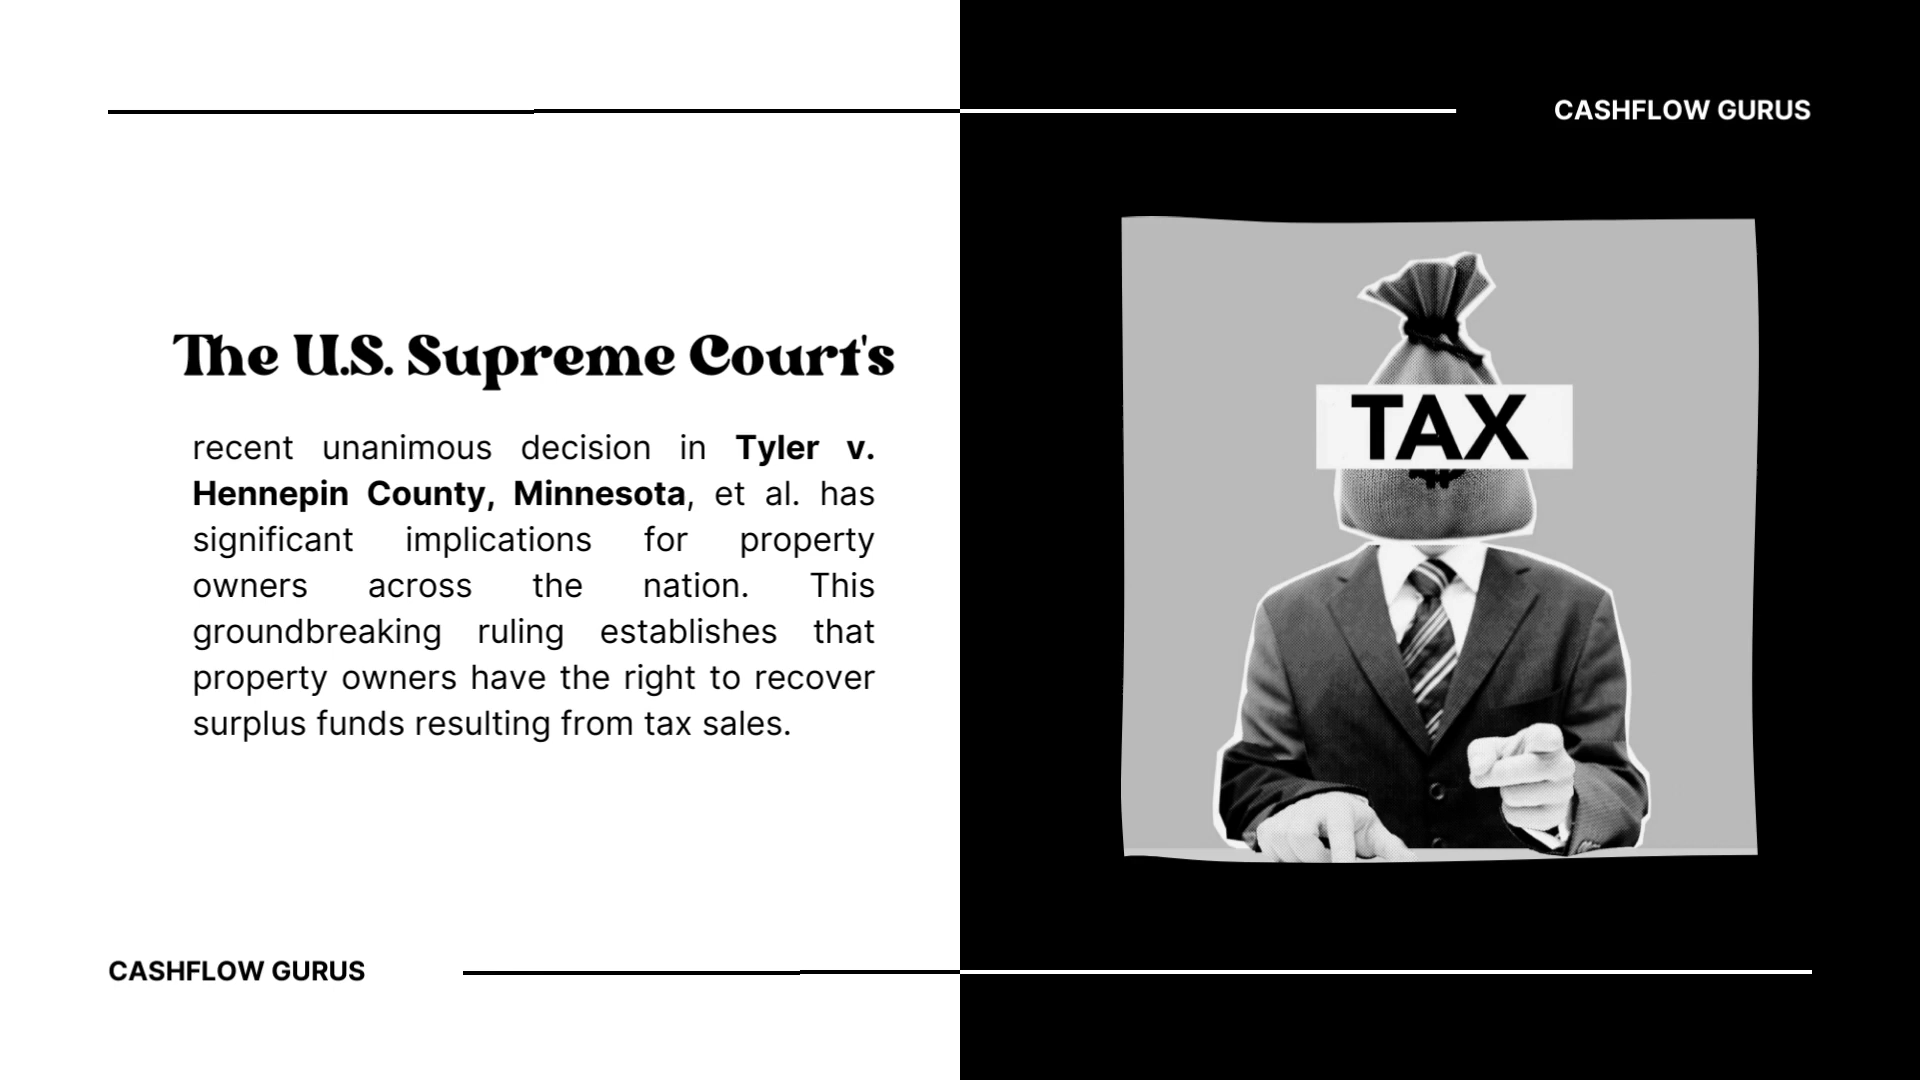 CASHFLOW GURUS
The U.S. Supreme Court's
recent unanimous decision in Tyler v.
Hennepin County, Minnesota, et al. has
significant implications for property
owners across the nation. This
groundbreaking ruling establishes that
property owners have the right to recover
surplus funds resulting from tax sales.
TAX
CASHFLOW GURUS